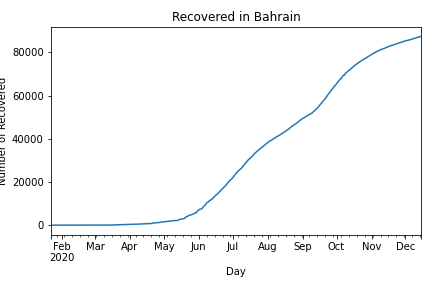 Recovered in Bahrain
Number of Recovered
80000
60000
40000
20000
0
Feb Mar Apr May Jun Jul Aug Sep Oct Nov Dec
2020
Day